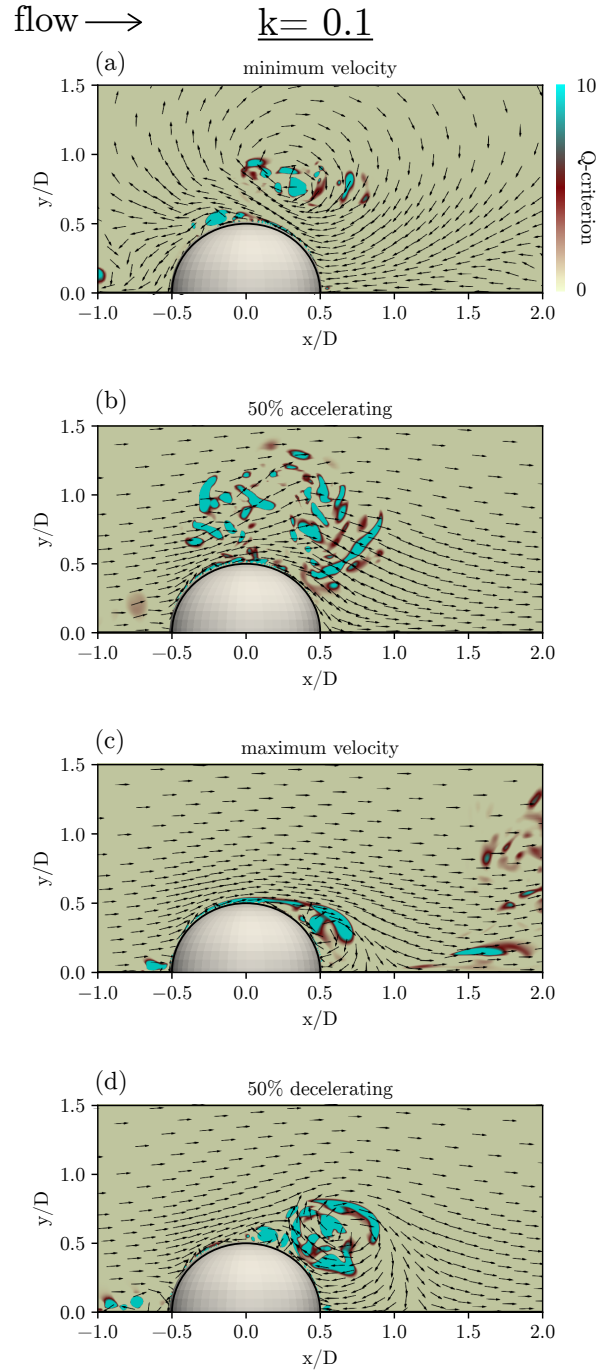 flow → k= 0.1
(a)
minimum velocity
1.5
1.0
0.5
0.0
y/D
−1.0 −0.5 0.0 0.5 1.0 1.5 2.0
x/D
10
0
Q-criterion
(b)
50% accelerating
1.5
1.0
0.5
0.0
y/D
−1.0 −0.5 0.0 0.5 1.0 1.5 2.0
x/D
(c)
maximum velocity
1.5
1.0
0.5
0.0
y/D
−1.0 −0.5 0.0 0.5 1.0 1.5 2.0
x/D
(d)
50% decelerating
1.5
1.0
0.5
0.0
y/D
−1.0 −0.5 0.0 0.5 1.0 1.5 2.0
x/D